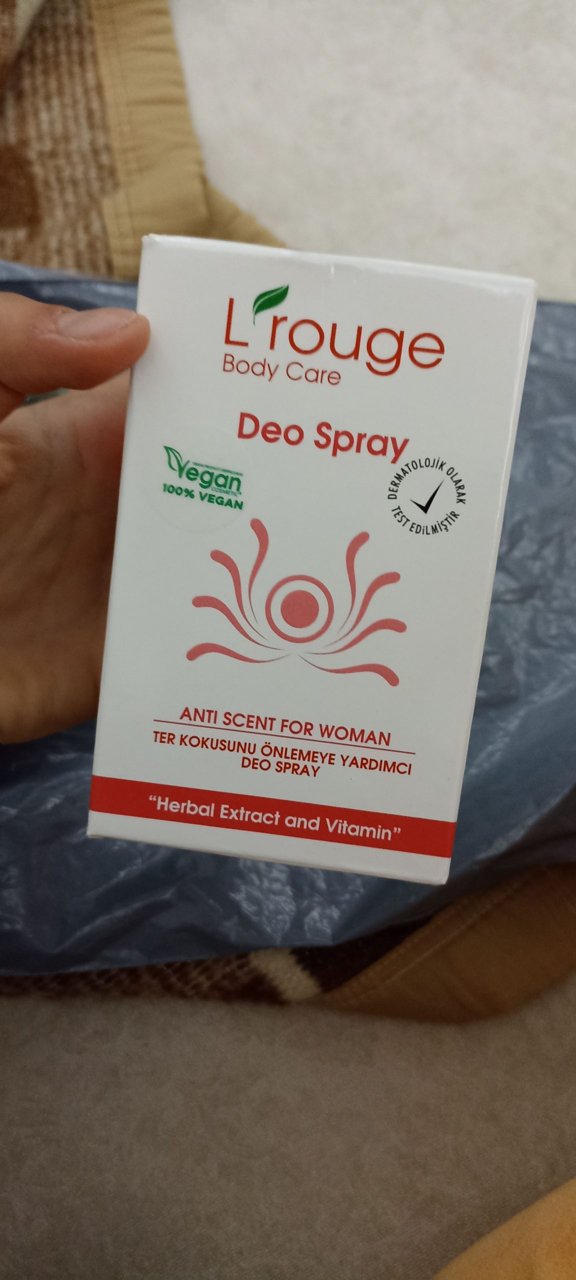 L'rouge
Body Care
Deo Spray
Vegan
COSMETIC
100% VEGAN
DERMATOLOJİK OLARAK
TEST EDİLMİŞTİR
ANTI SCENT FOR WOMAN
TER KOKUSUNU ÖNLEMEYE YARDIMCI
DEO SPRAY
“Herbal Extract and Vitamin”